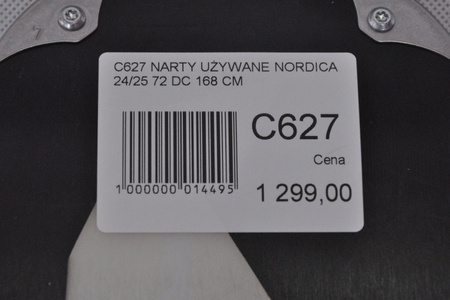 C627 NARTY UŻYWANE NORDICA
24/25 72 DC 168 CM
C627
Cena
1 000000 014495
1 299,00